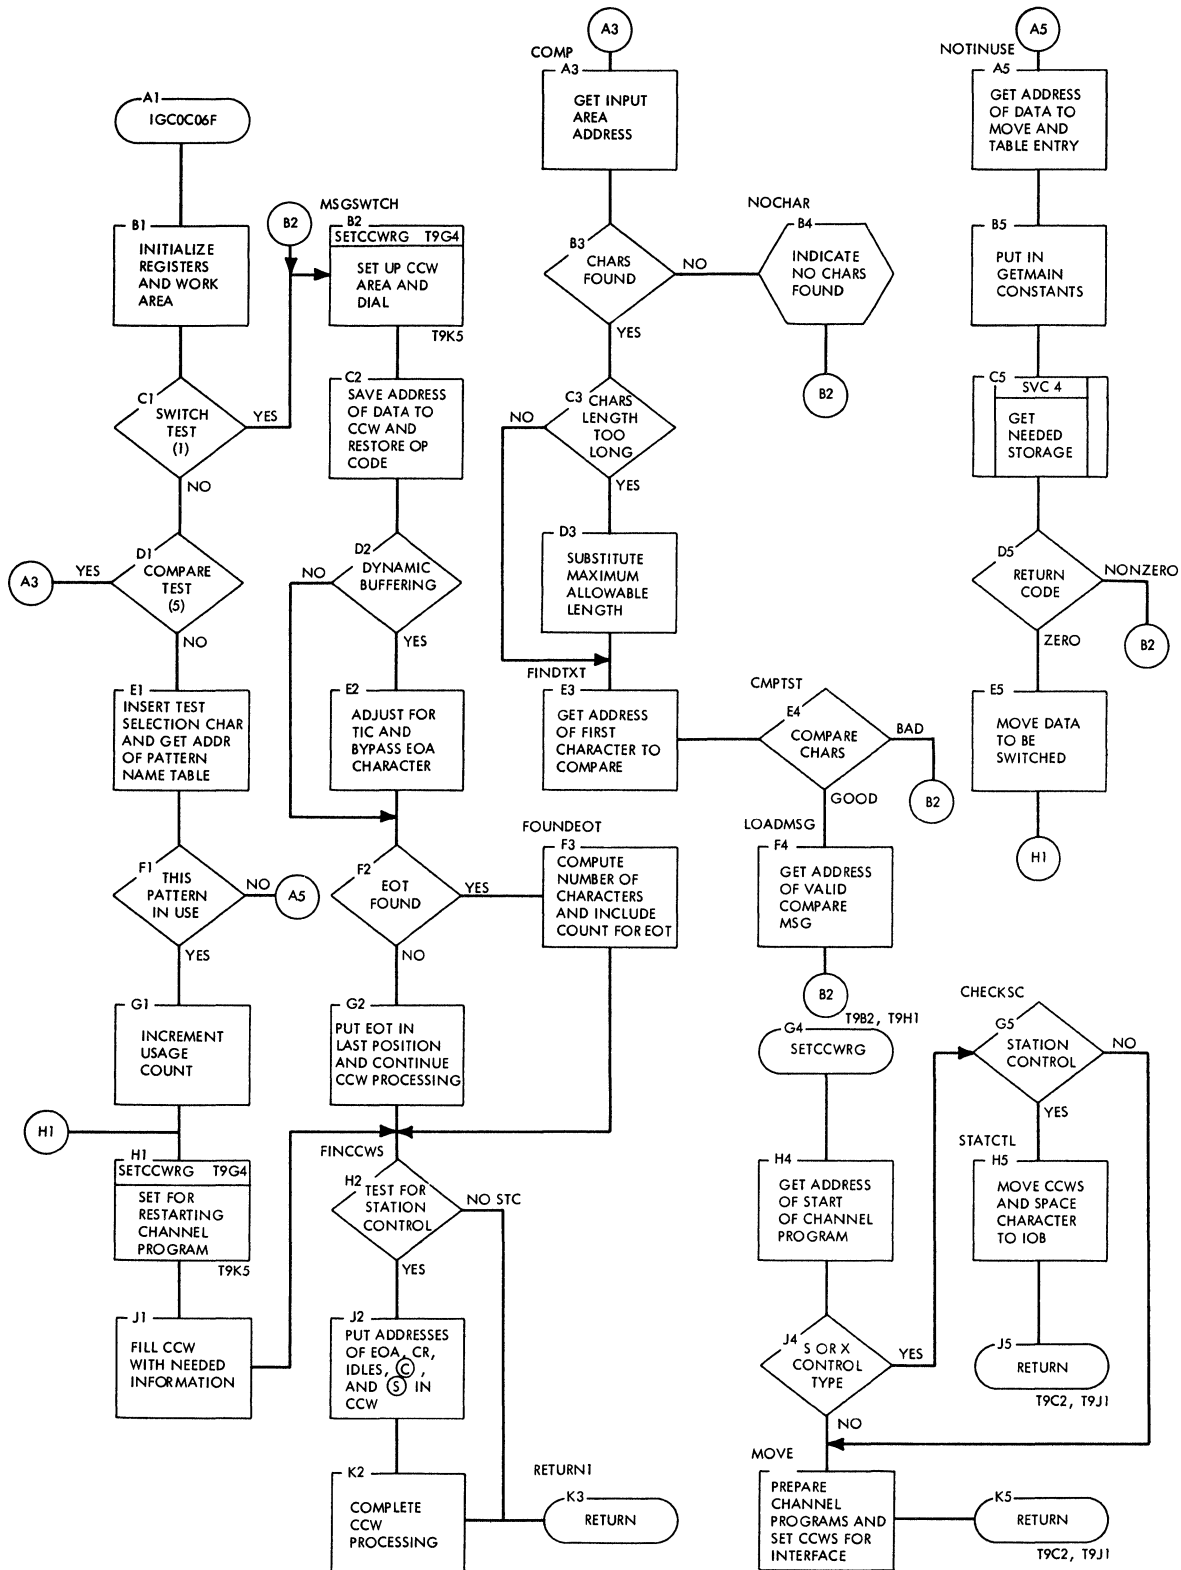 A1
IGC0C06F
B1
INITIALIZE
REGISTERS
AND WORK
AREA
C1
SWITCH
TEST
(1)
YES
NO
D1
COMPARE
TEST
(5)
YES
A3
NO
E1
INSERT TEST
SELECTION CHAR
AND GET ADDR
OF PATTERN
NAME TABLE
F1
THIS
PATTERN
IN USE
NO
A5
YES
G1
INCREMENT
USAGE
COUNT
H1
H1
SETCCWRG T9G4
SET FOR
RESTARTING
CHANNEL
PROGRAM
T9K5
J1
FILL CCW
WITH NEEDED
INFORMATION
B2
MSGSWTCH
B2
SETCCWRG T9G4
SET UP CCW
AREA AND
DIAL
T9K5
C2
SAVE ADDRESS
OF DATA TO
CCW AND
RESTORE OP
CODE
D2
DYNAMIC
BUFFERING
NO
YES
E2
ADJUST FOR
TIC AND
BYPASS EOA
CHARACTER
F2
EOT
FOUND
YES
NO
FOUNDEOT
F3
COMPUTE
NUMBER OF
CHARACTERS
AND INCLUDE
COUNT FOR EOT
G2
PUT EOT IN
LAST POSITION
AND CONTINUE
CCW PROCESSING
FINCCWS
H2
TEST FOR
STATION
CONTROL
NO STC
YES
J2
PUT ADDRESSES
OF EOA, CR,
IDLES, Ⓒ ,
AND Ⓢ IN
CCW
K2
COMPLETE
CCW
PROCESSING
RETURN1
K3
RETURN
A3
COMP
A3
GET INPUT
AREA
ADDRESS
B3
CHARS
FOUND
NO
YES
NOCHAR
B4
INDICATE
NO CHARS
FOUND
B2
C3
CHARS
LENGTH
TOO
LONG
NO
YES
D3
SUBSTITUTE
MAXIMUM
ALLOWABLE
LENGTH
FINDTXT
E3
GET ADDRESS
OF FIRST
CHARACTER TO
COMPARE
CMPTST
E4
COMPARE
CHARS
BAD
B2
GOOD
LOADMSG
F4
GET ADDRESS
OF VALID
COMPARE
MSG
B2
T9B2, T9H1
G4
SETCCWRG
H4
GET ADDRESS
OF START
OF CHANNEL
PROGRAM
J4
S OR X
CONTROL
TYPE
YES
NO
MOVE
PREPARE
CHANNEL
PROGRAMS AND
SET CCWS FOR
INTERFACE
K5
RETURN
T9C2, T9J1
A5
NOTINUSE
A5
GET ADDRESS
OF DATA TO
MOVE AND
TABLE ENTRY
B5
PUT IN
GETMAIN
CONSTANTS
C5
SVC 4
GET
NEEDED
STORAGE
D5
RETURN
CODE
NONZERO
B2
ZERO
E5
MOVE DATA
TO BE
SWITCHED
H1
CHECKSC
G5
STATION
CONTROL
NO
YES
STATCTL
H5
MOVE CCWS
AND SPACE
CHARACTER
TO IOB
J5
RETURN
T9C2, T9J1